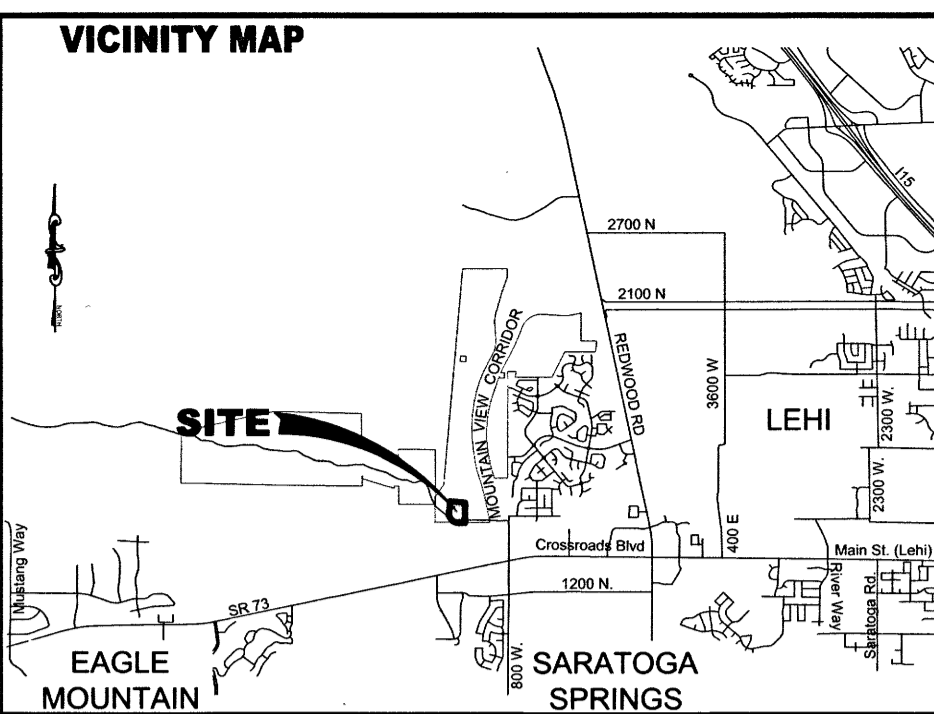 VICINITY MAP
I15
2700 N
2100 N
NORTH
MOUNTAIN VIEW CORRIDOR
REDWOOD RD
3600 W
LEHI
2300 W.
SITE
2300 W.
400 E
Crossroads Blvd
Main St. (Lehi)
Mustang Way
1200 N.
SR 73
River Way
Saratoga Rd.
800 W.
EAGLE
MOUNTAIN
SARATOGA
SPRINGS